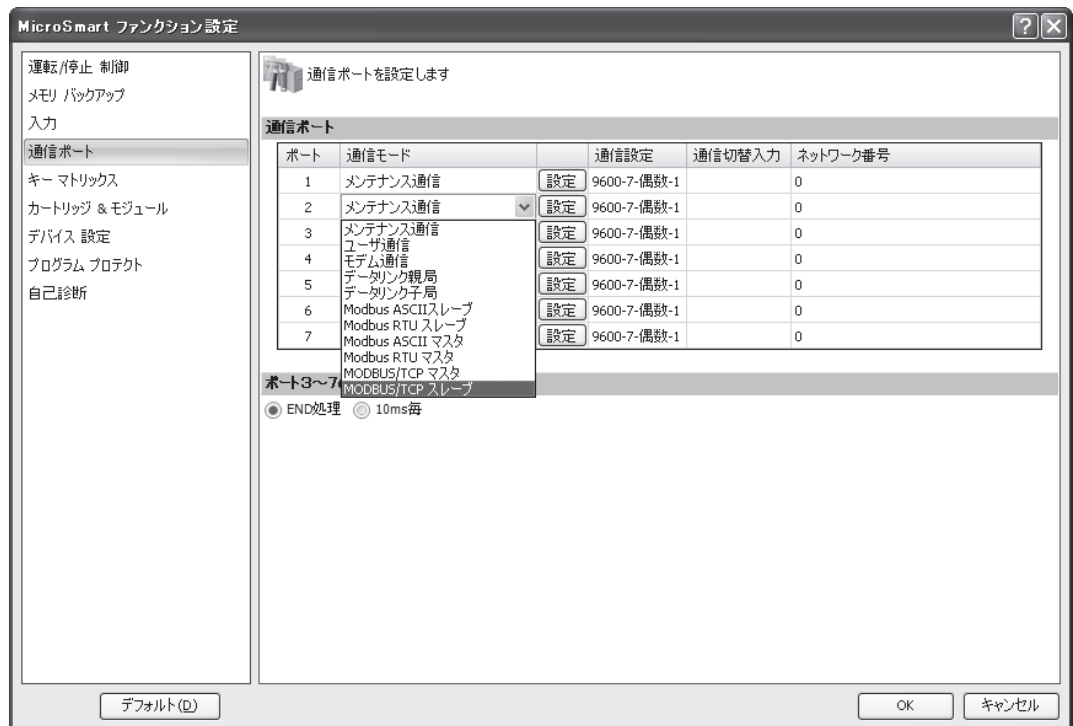 MicroSmart ファンクション設定
運転/停止 制御
メモリ バックアップ
入力
通信ポート
キー マトリックス
カートリッジ & モジュール
デバイス 設定
プログラム プロテクト
自己診断
通信ポートを設定します
通信ポート
ポート 通信モード 通信設定 通信切替入力 ネットワーク番号
1 メンテナンス通信 設定 9600-7-偶数-1 0
2 メンテナンス通信 設定 9600-7-偶数-1 0
3 設定 9600-7-偶数-1 0
4 設定 9600-7-偶数-1 0
5 設定 9600-7-偶数-1 0
6 設定 9600-7-偶数-1 0
7 設定 9600-7-偶数-1 0
メンテナンス通信
ユーザ通信
モデム通信
データリンク親局
データリンク子局
Modbus ASCIIスレーブ
Modbus RTU スレーブ
Modbus ASCII マスタ
Modbus RTU マスタ
MODBUS/TCP マスタ
MODBUS/TCP スレーブ
ポート3～7
END処理 10ms毎
デフォルト(D) OK キャンセル